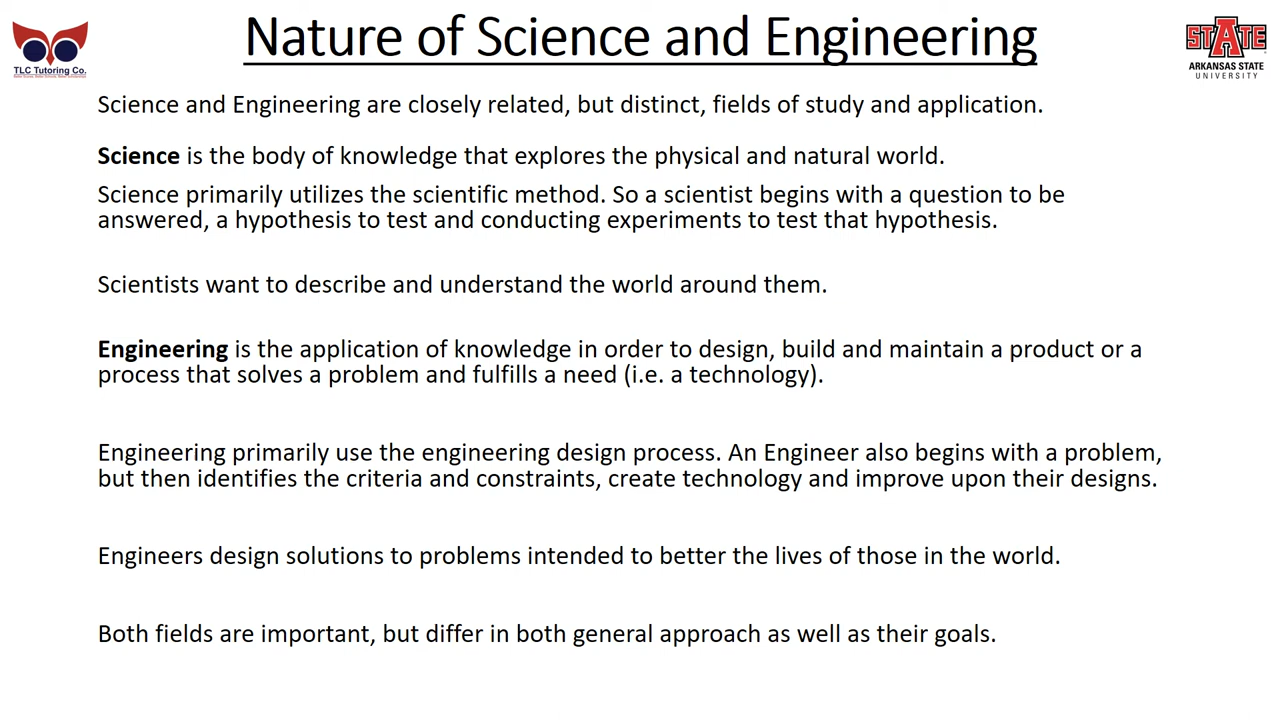 Nature of Science and Engineering
TLC Tutoring Co.
STATE
ARKANSAS STATE
UNIVERSITY
Science and Engineering are closely related, but distinct, fields of study and application.
Science is the body of knowledge that explores the physical and natural world.
Science primarily utilizes the scientific method. So a scientist begins with a question to be
answered, a hypothesis to test and conducting experiments to test that hypothesis.
Scientists want to describe and understand the world around them.
Engineering is the application of knowledge in order to design, build and maintain a product or a
process that solves a problem and fulfills a need (i.e. a technology).
Engineering primarily use the engineering design process. An Engineer also begins with a problem,
but then identifies the criteria and constraints, create technology and improve upon their designs.
Engineers design solutions to problems intended to better the lives of those in the world.
Both fields are important, but differ in both general approach as well as their goals.